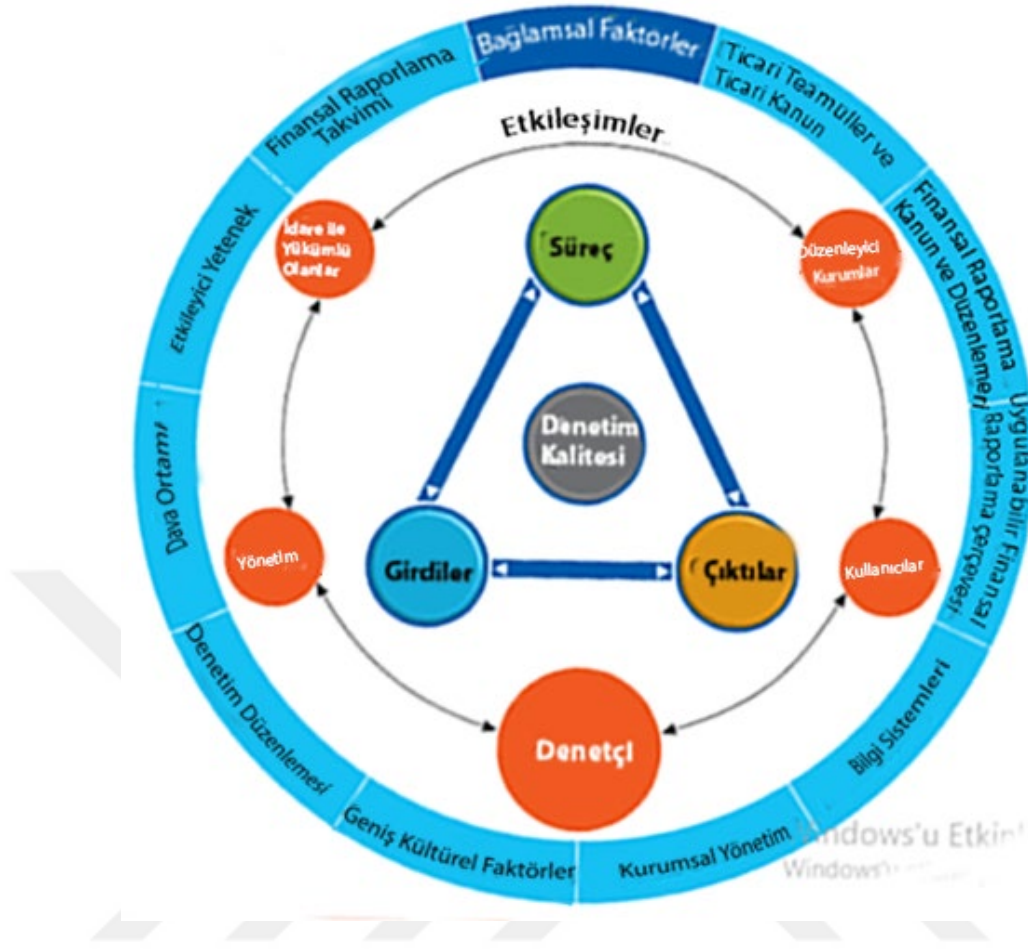 Bağlamsal Faktörler
Ticari Teamüller ve
Ticari Kanun
Finansal Raporlama
Kanun ve Düzenlemeleri
Uygulanabilir Finansal
Raporlama çerçevesi
Bilgi Sistemleri
Kurumsal Yönetim
Geniş Kültürel Faktörler
Denetim Düzenlemesi
Dava Ortamı
Etkileyici Yetenek
Finansal Raporlama
Takvimi
Etkileşimler
İdare ile
Yükümlü
Olanlar
Düzenleyici
Kurumlar
Süreç
Denetim
Kalitesi
Yönetim
Girdiler
Çıktılar
Kullanıcılar
Denetçi
Windows'u Etkin